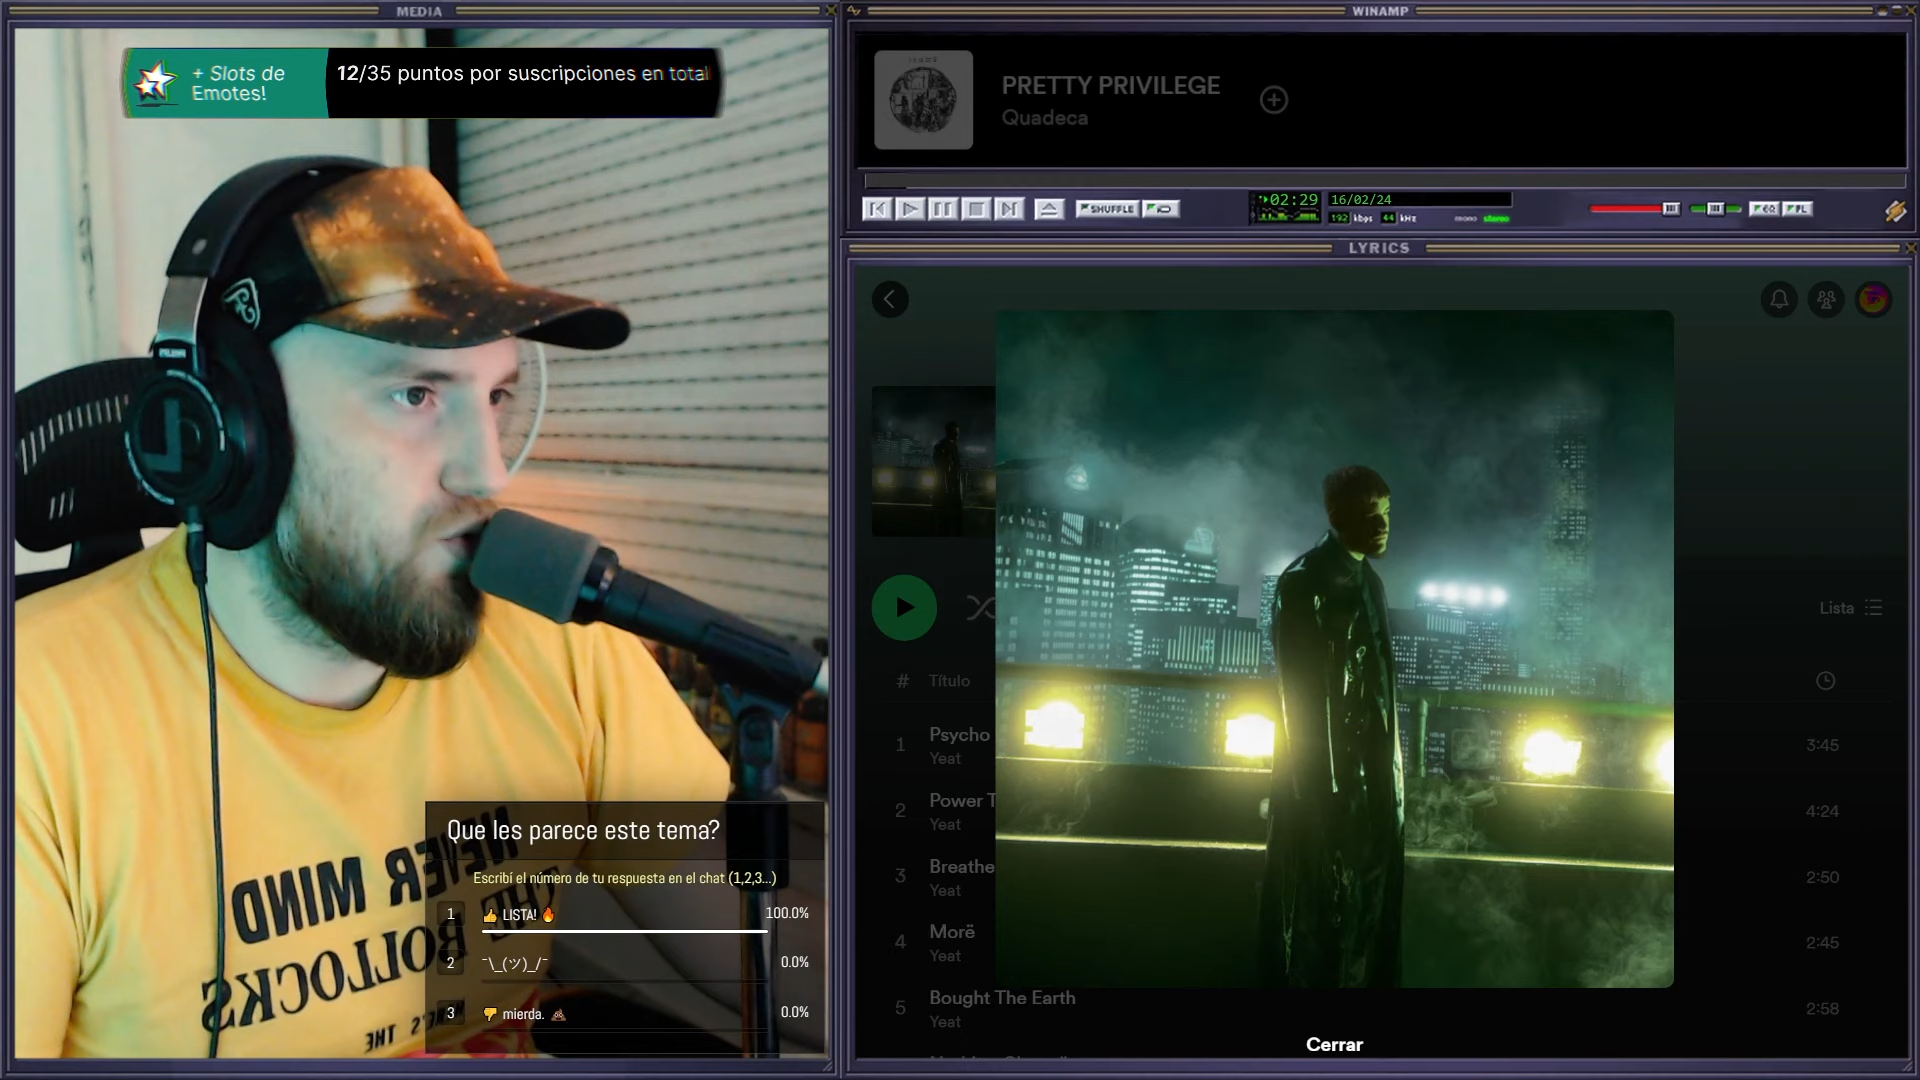 MEDIA
+ Slots de
Emotes!
12/35 puntos por suscripciones en total
NEVER MIND
THE
BOLLOCKS
HERE'S THE
Que les parece este tema?
Escribí el número de tu respuesta en el chat (1,2,3...)
1 👍 LISTA! 🔥 100.0%
2 ¯\_(ツ)_/¯ 0.0%
3 👎 mierda. 💩 0.0%
WINAMP
PRETTY PRIVILEGE
Quadeca
SHUFFLE
02:29
16/02/24
192 kbps 44 kHz mono stereo
EQ
PL
LYRICS
Lista
# Título
1 Psycho
Yeat
3:45
2 Power T
Yeat
4:24
3 Breathe
Yeat
2:50
4 Morë
Yeat
2:45
5 Bought The Earth
Yeat
2:58
Cerrar